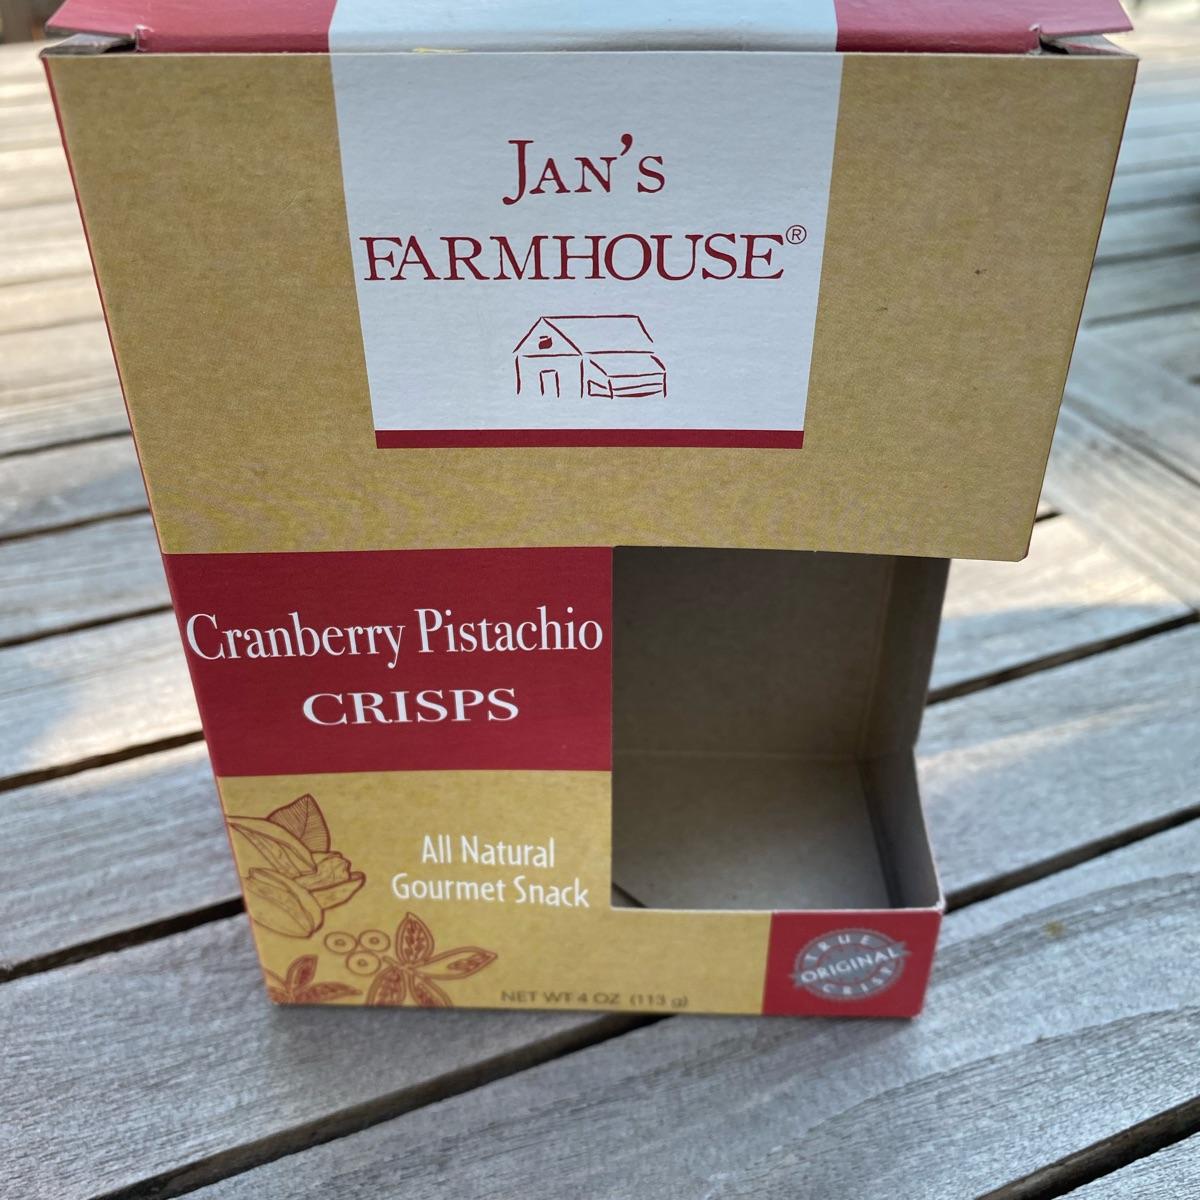 JAN'S
FARMHOUSE®
Cranberry Pistachio
CRISPS
All Natural
Gourmet Snack
NET WT 4 OZ (113 g)
TRUE
ORIGINAL
CRISP